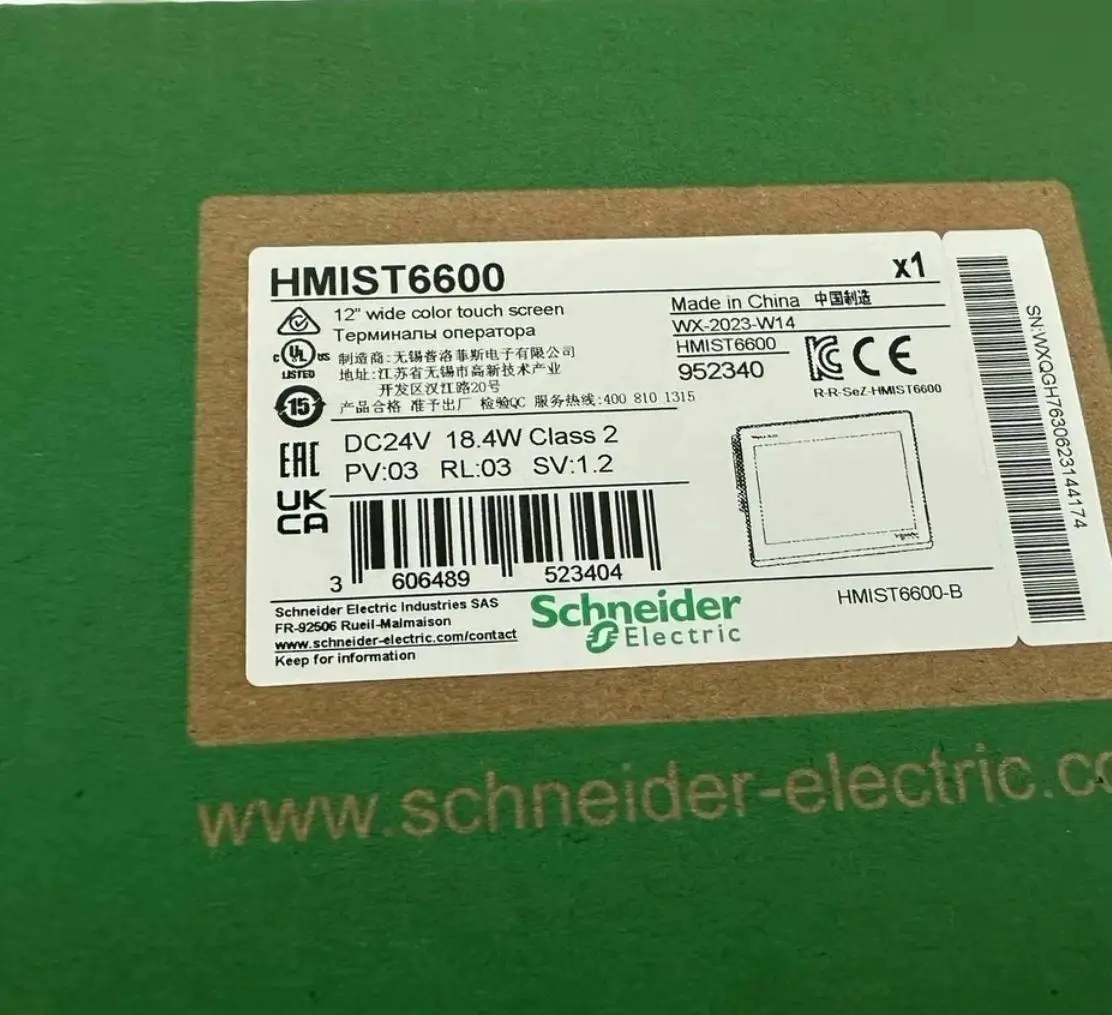 HMIST6600
x1
12" wide color touch screen
Терминалы оператора
Made in China 中国制造
WX-2023-W14
HMIST6600
952340
R-R-SeZ-HMIST6600
c UL us
LISTED
制造商:无锡普洛菲斯电子有限公司
地址:江苏省无锡市高新技术产业
开发区汉江路20号
15
产品合格 准予出厂 检验QC 服务热线:400 810 1315
EAC
DC24V 18.4W Class 2
PV:03 RL:03 SV:1.2
UK
CA
CE
3 606489 523404
HMIST6600-B
Schneider Electric Industries SAS
FR-92506 Rueil-Malmaison
www.schneider-electric.com/contact
Keep for information
Schneider
Electric
SN:WXQGH7630623144174
www.schneider-electric.co